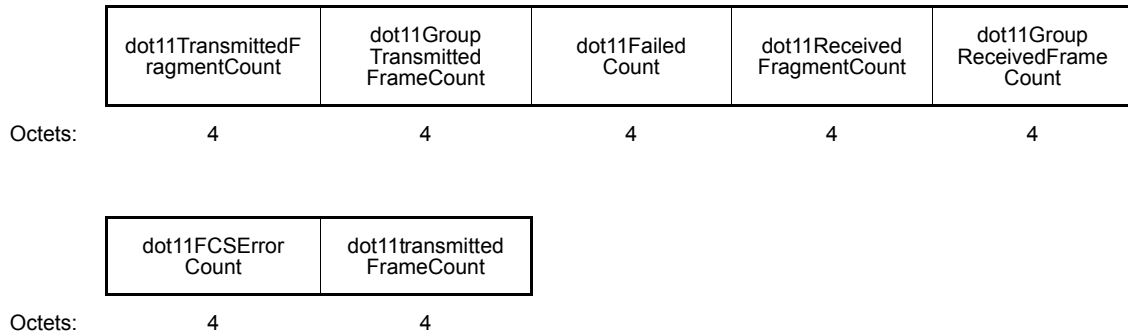 dot11TransmittedF
ragmentCount
dot11Group
Transmitted
FrameCount
dot11Failed
Count
dot11Received
FragmentCount
dot11Group
ReceivedFrame
Count
Octets: 4 4 4 4 4
dot11FCSError
Count
dot11transmitted
FrameCount
Octets: 4 4